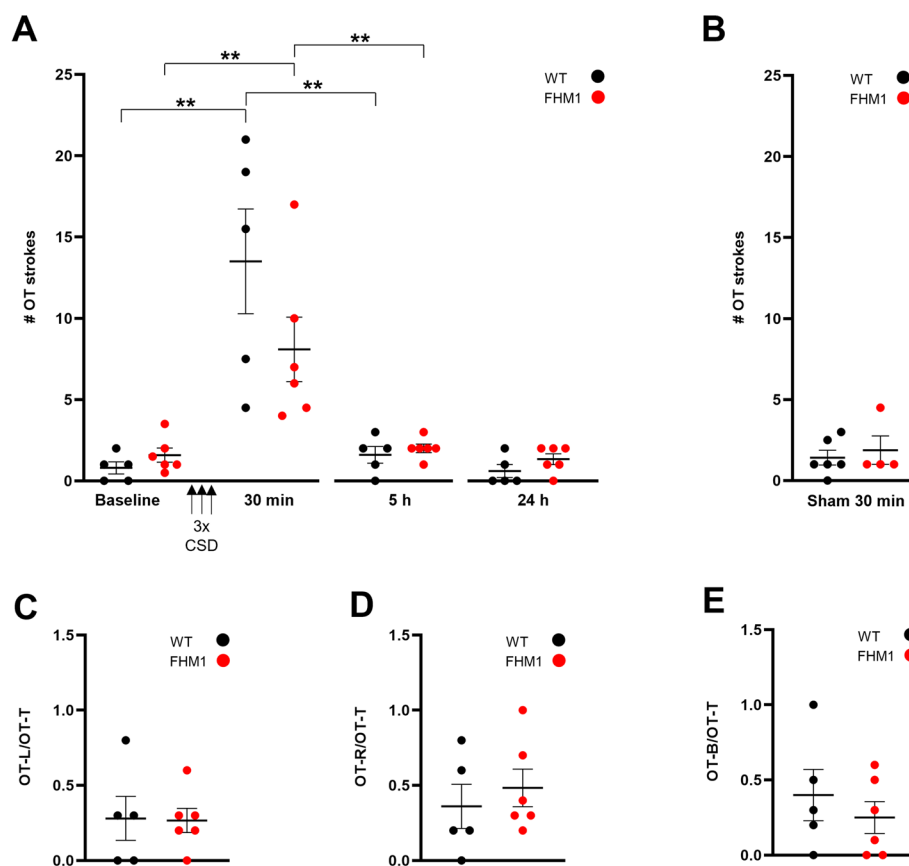 A
B
**
**
**
**
25
20
15
10
5
0
# OT strokes
WT
FHM1
Baseline
30 min
5 h
24 h
3x
CSD
25
20
15
10
5
0
# OT strokes
WT
FHM1
Sham 30 min
C
D
E
1.5
1.0
0.5
0.0
OT-L/OT-T
WT
FHM1
1.5
1.0
0.5
0.0
OT-R/OT-T
WT
FHM1
1.5
1.0
0.5
0.0
OT-B/OT-T
WT
FHM1